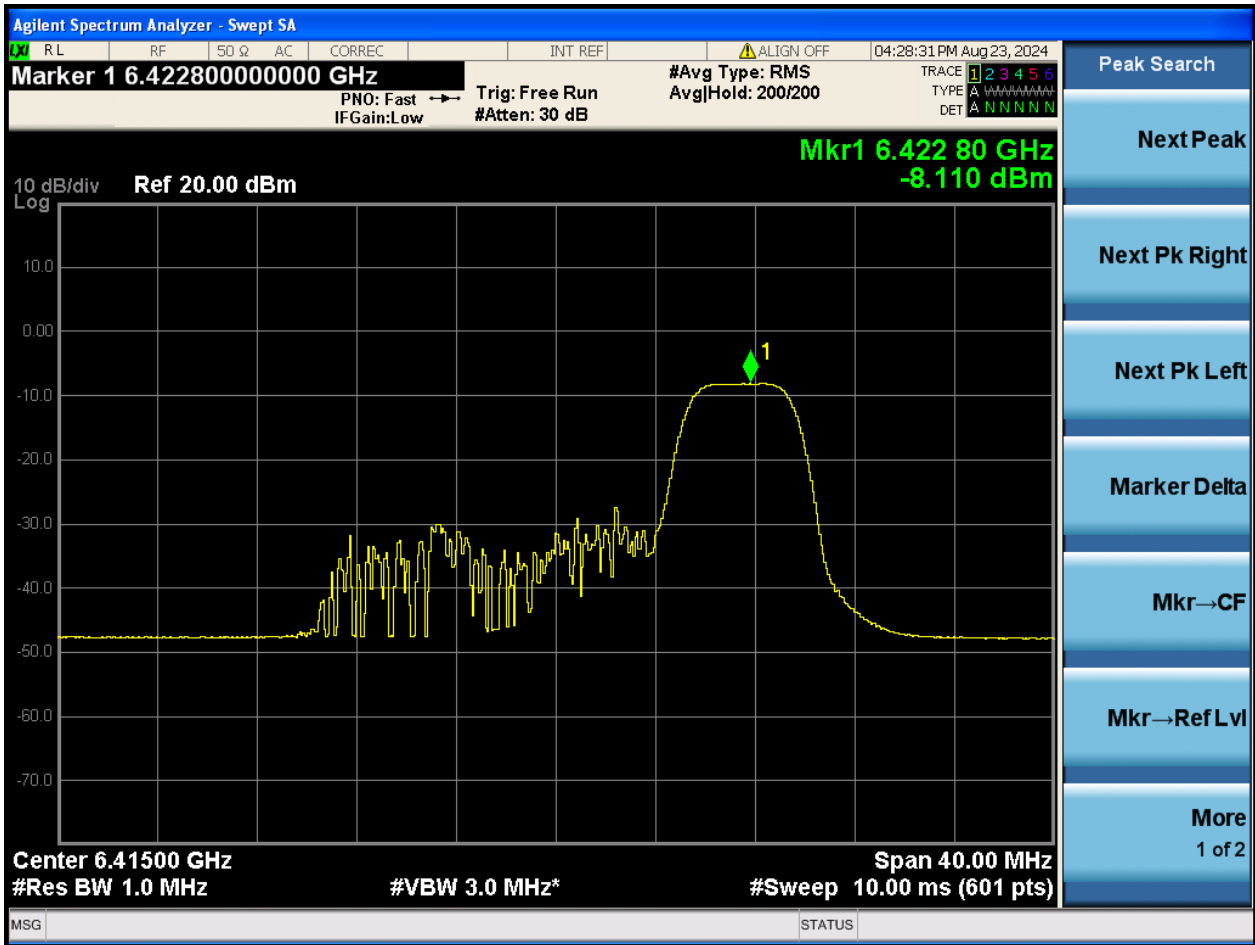 Agilent Spectrum Analyzer - Swept SA
LXI RL RF 50 Ω AC CORREC INT REF ALIGN OFF 04:28:31 PM Aug 23, 2024
Marker 1 6.422800000000 GHz
PNO: Fast
IFGain:Low
Trig: Free Run
#Atten: 30 dB
#Avg Type: RMS
Avg|Hold: 200/200
TRACE 1 2 3 4 5 6
TYPE A WWWWW
DET A N N N N N
Mkr1 6.422 80 GHz
-8.110 dBm
10 dB/div Ref 20.00 dBm
Log
10.0
0.00
1
-10.0
-20.0
-30.0
-40.0
-50.0
-60.0
-70.0
Center 6.41500 GHz Span 40.00 MHz
#Res BW 1.0 MHz #VBW 3.0 MHz* #Sweep 10.00 ms (601 pts)
MSG STATUS
Peak Search
Next Peak
Next Pk Right
Next Pk Left
Marker Delta
Mkr→CF
Mkr→Ref Lvl
More
1 of 2